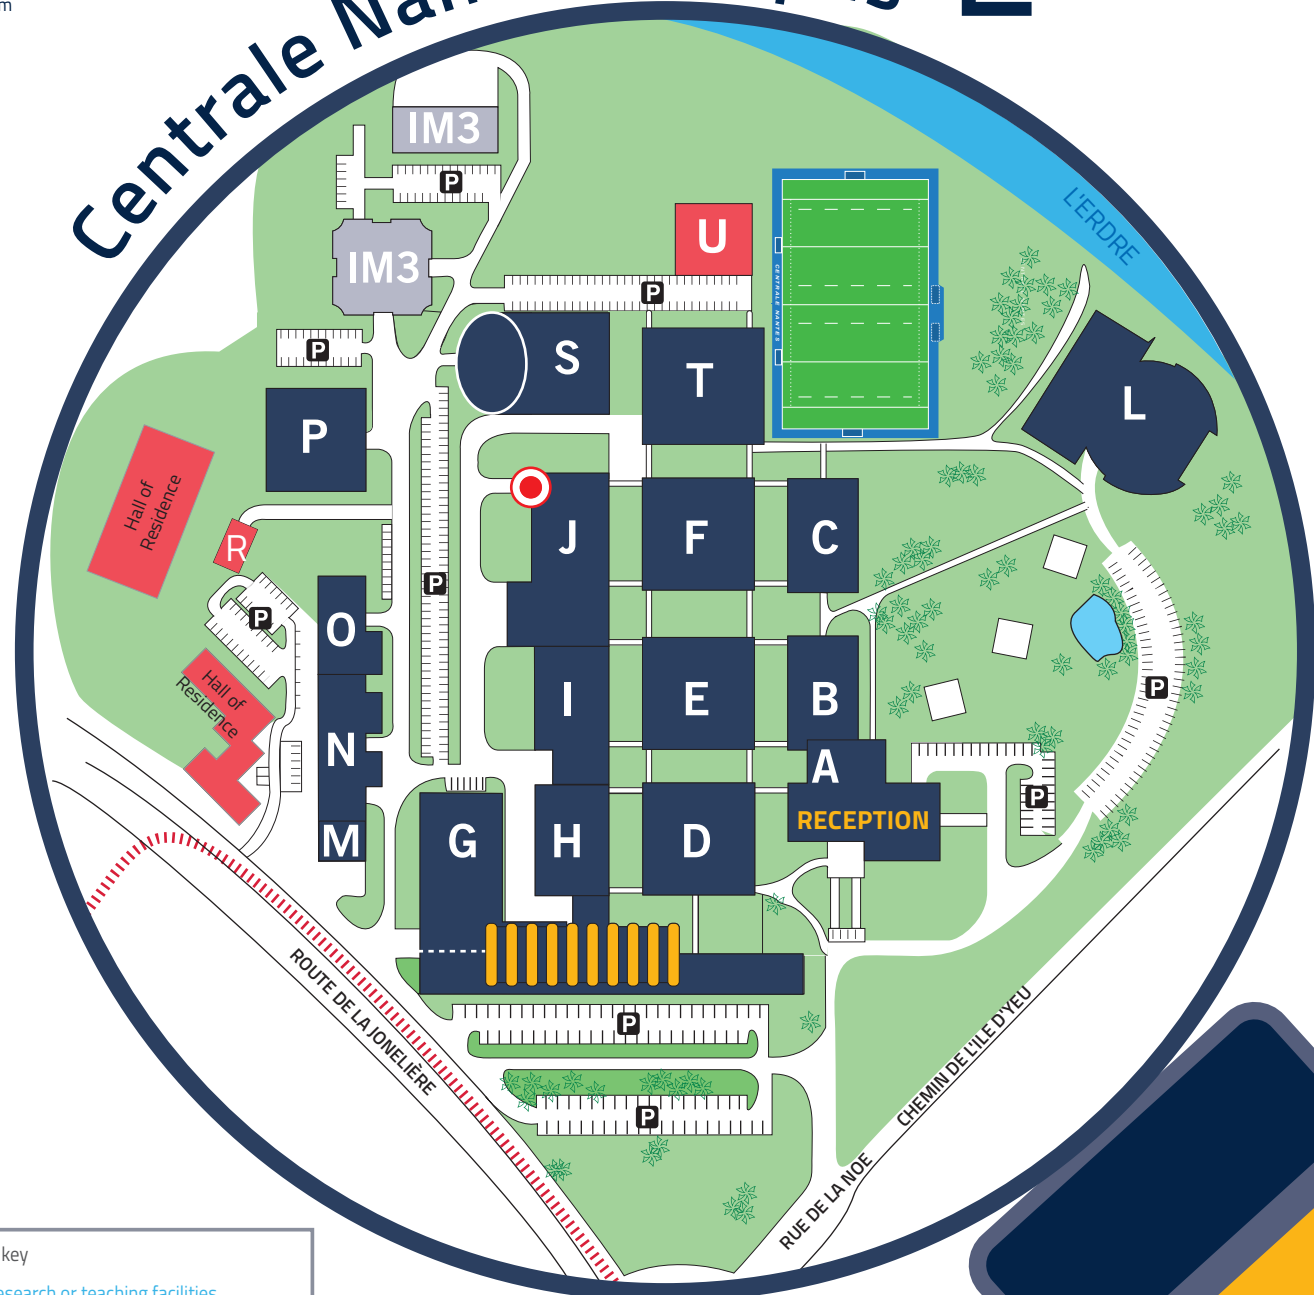 m
Centrale Nan
IM3
P
IM3
U
P
L'ERDRE
P
CENTRALE NANTES
S
T
L
P
Hall of
Residence
R
J
F
C
P
P
O
Hall of
Residence
I
E
B
P
N
A
P
RECEPTION
M
G
H
D
ROUTE DE LA JONELIÈRE
P
CHEMIN DE L'ILE D'YEU
P
RUE DE LA NOE
key
search or teaching facilities